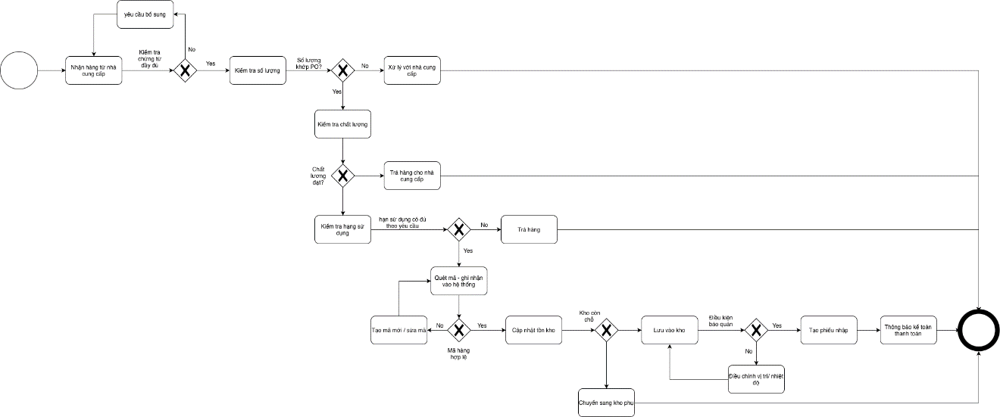 yêu cầu bổ sung
No
Nhận hàng từ nhà
cung cấp
Kiểm tra
chứng từ
đầy đủ
Yes
Kiểm tra số lượng
Số lượng
khớp PO?
No
Xử lý với nhà cung
cấp
Yes
Kiểm tra chất lượng
Chất
lượng
đạt?
Trả hàng cho nhà
cung cấp
Kiểm tra hạn sử
dụng
hạn sử dụng có đủ
theo yêu cầu
No
Trả hàng
Yes
Quét mã - ghi nhận
vào hệ thống
Tạo mã mới / sửa mã
No
Yes
Mã hàng
hợp lệ
Cập nhật tồn kho
Kho còn
chỗ
Lưu vào kho
Điều kiện
bảo quản
Yes
No
Tạo phiếu nhập
Thông báo kế toán
thanh toán
Điều chỉnh vị trí/ nhiệt
độ
Chuyển sang kho phụ